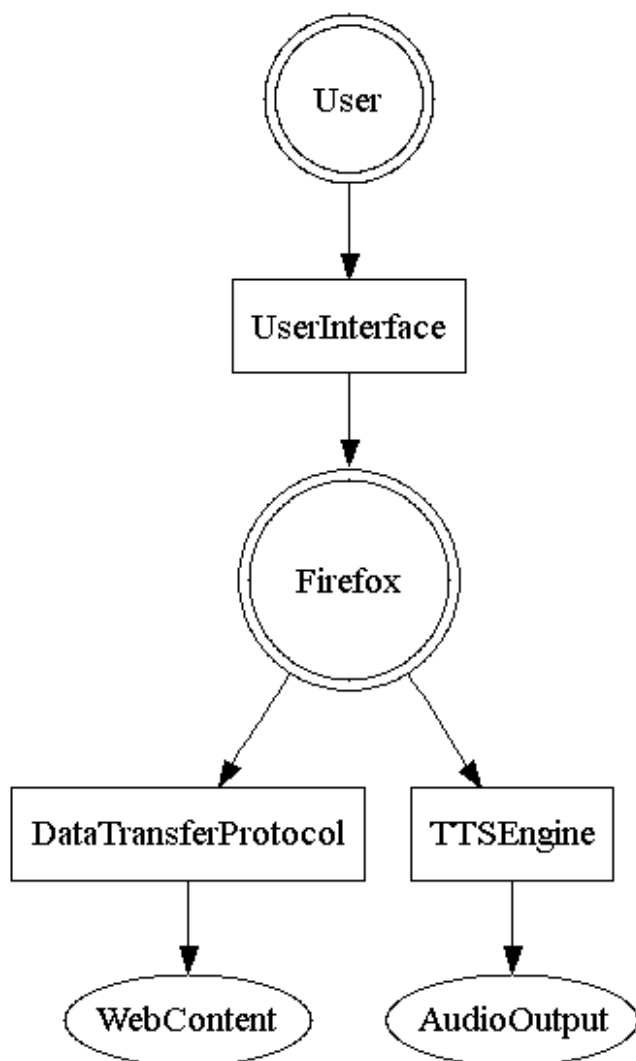 User
UserInterface
Firefox
DataTransferProtocol
TTSEngine
WebContent
AudioOutput